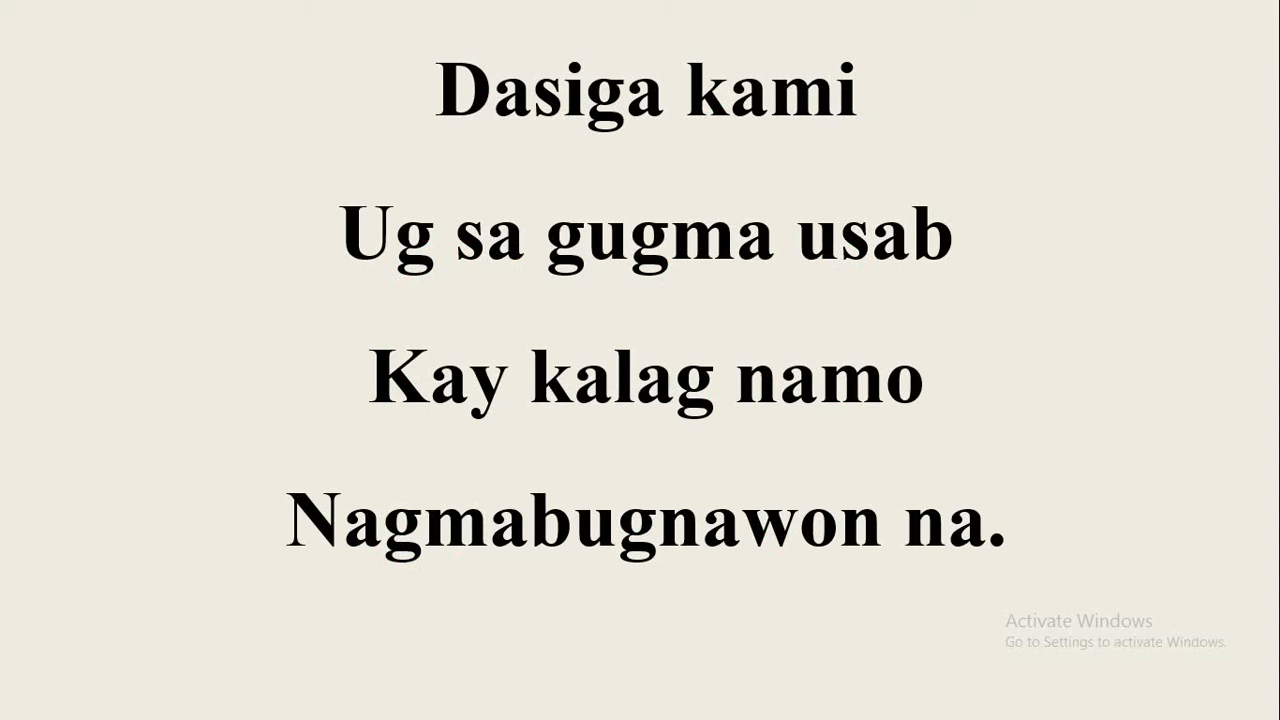 Dasiga kami
Ug sa gugma usab
Kay kalag namo
Nagmabugnawon na.
Activate Windows
Go to Settings to activate Windows.